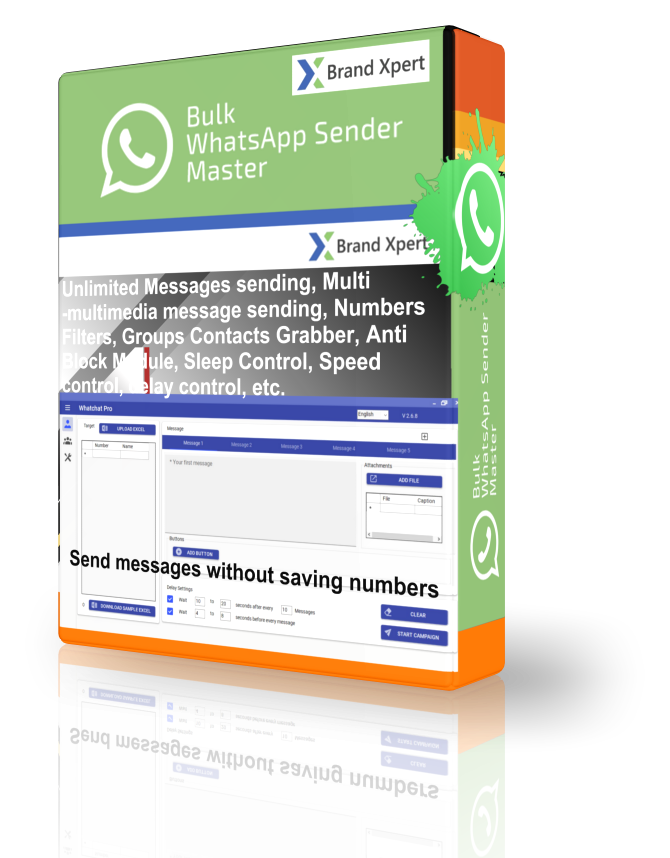 Brand Xpert
Bulk
WhatsApp Sender
Master
Brand Xpert
Unlimited Messages sending, Multi
-multimedia message sending, Numbers
Filters, Groups Contacts Grabber, Anti
Block Module, Sleep Control, Speed
control, delay control, etc.
Whatchat Pro
English
V 2.6.8
Target
UPLOAD EXCEL
Number Name
Message
Message 1 Message 2 Message 3 Message 4 Message 5
* Your first message
Attachments
ADD FILE
File Caption
Buttons
ADD BUTTON
Send messages without saving numbers
Delay Settings
Wait 10 to 20 seconds after every 10 Messages
Wait 4 to 8 seconds before every message
DOWNLOAD SAMPLE EXCEL
CLEAR
START CAMPAIGN
Bulk
WhatsApp Sender
Master